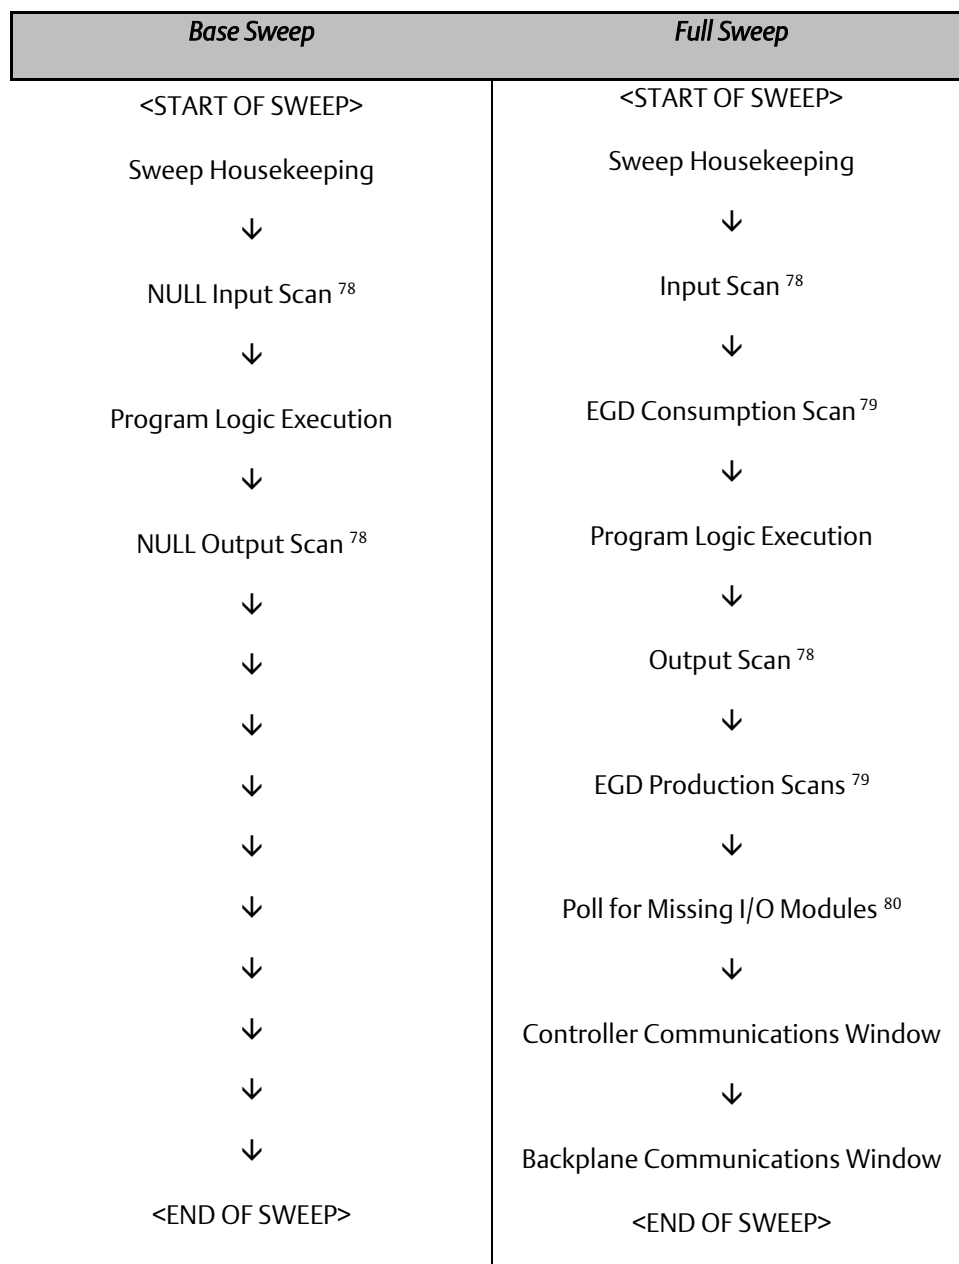 Base Sweep
Full Sweep
<START OF SWEEP>
Sweep Housekeeping
↓
NULL Input Scan 78
↓
Program Logic Execution
↓
NULL Output Scan 78
↓
↓
↓
↓
↓
↓
↓
↓
↓
↓
<END OF SWEEP>
<START OF SWEEP>
Sweep Housekeeping
↓
Input Scan 78
↓
EGD Consumption Scan 79
↓
Program Logic Execution
↓
Output Scan 78
↓
EGD Production Scans 79
↓
Poll for Missing I/O Modules 80
↓
Controller Communications Window
↓
Backplane Communications Window
<END OF SWEEP>